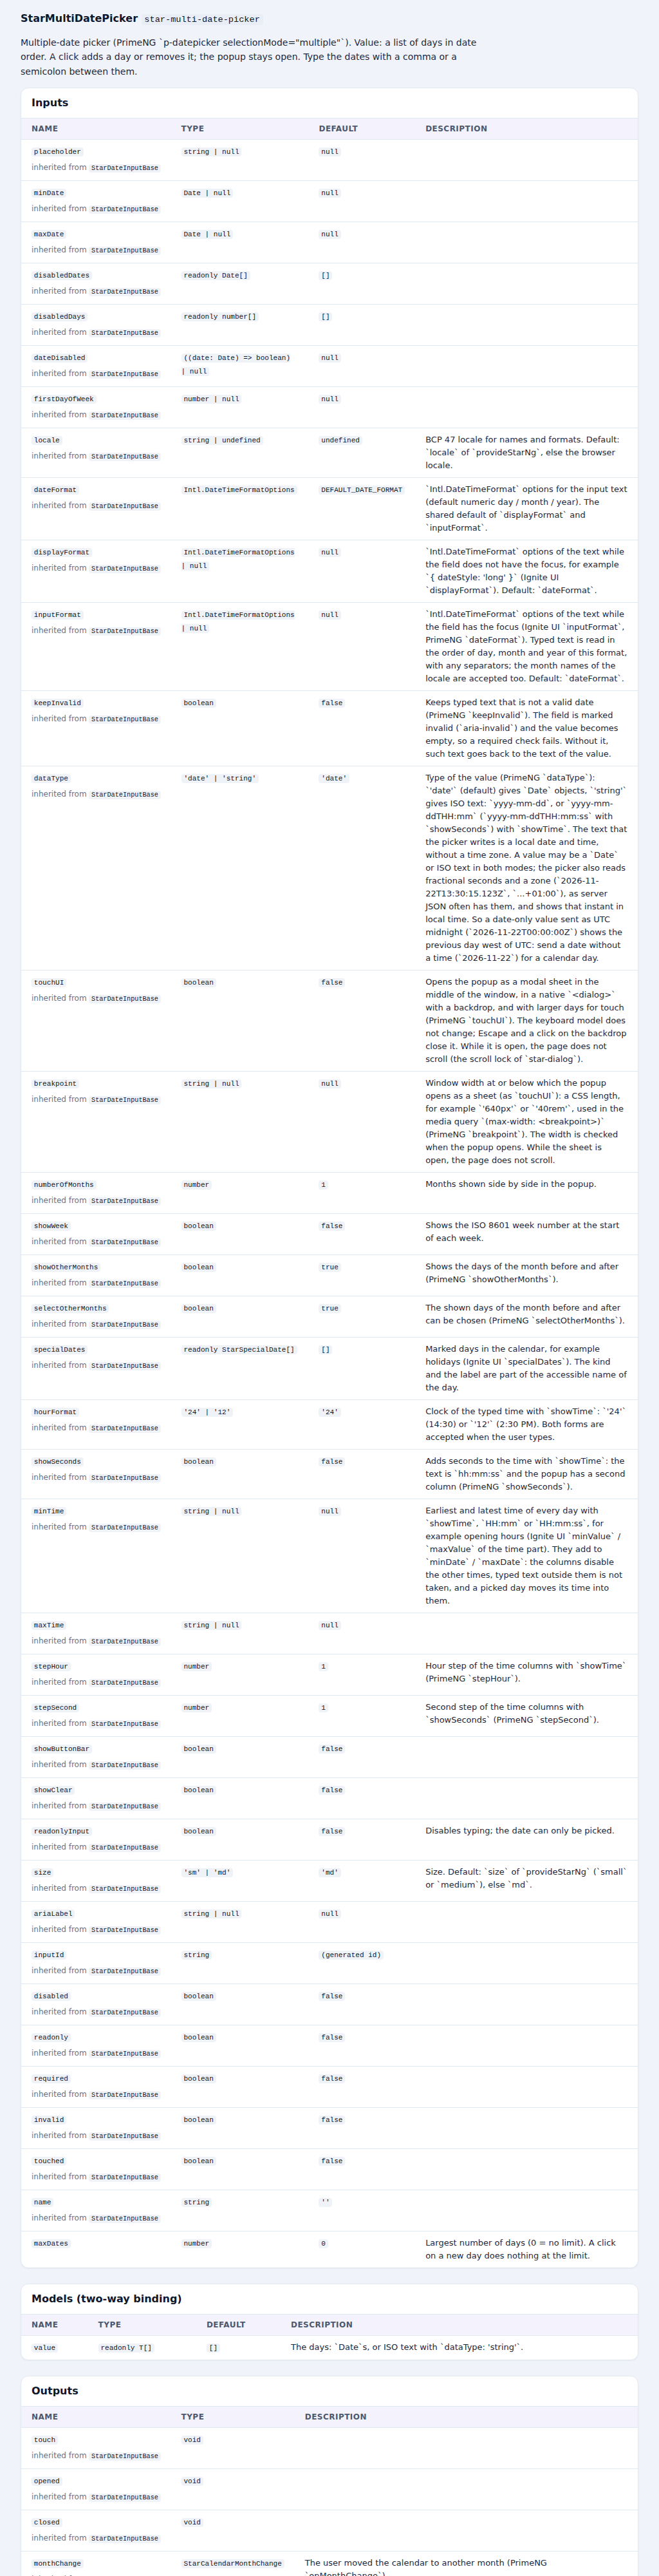 StarMultiDatePicker star-multi-date-picker
Multiple-date picker (PrimeNG `p-datepicker selectionMode="multiple"`). Value: a list of days in date
order. A click adds a day or removes it; the popup stays open. Type the dates with a comma or a
semicolon between them.
Inputs
NAME TYPE DEFAULT DESCRIPTION
placeholder string | null null
inherited from StarDateInputBase
minDate Date | null null
inherited from StarDateInputBase
maxDate Date | null null
inherited from StarDateInputBase
disabledDates readonly Date[] []
inherited from StarDateInputBase
disabledDays readonly number[] []
inherited from StarDateInputBase
dateDisabled ((date: Date) => boolean) null
inherited from StarDateInputBase | null
firstDayOfWeek number | null null
inherited from StarDateInputBase
locale string | undefined undefined BCP 47 locale for names and formats. Default:
inherited from StarDateInputBase `locale` of `provideStarNg`, else the browser
locale.
dateFormat Intl.DateTimeFormatOptions DEFAULT_DATE_FORMAT `Intl.DateTimeFormat` options for the input text
inherited from StarDateInputBase (default numeric day / month / year). The
shared default of `displayFormat` and
`inputFormat`.
displayFormat Intl.DateTimeFormatOptions null `Intl.DateTimeFormat` options of the text while
inherited from StarDateInputBase | null the field does not have the focus, for example
`{ dateStyle: 'long' }` (Ignite UI
`displayFormat`). Default: `dateFormat`.
inputFormat Intl.DateTimeFormatOptions null `Intl.DateTimeFormat` options of the text while
inherited from StarDateInputBase | null the field has the focus (Ignite UI `inputFormat`,
PrimeNG `dateFormat`). Typed text is read in
the order of day, month and year of this format,
with any separators; the month names of the
locale are accepted too. Default: `dateFormat`.
keepInvalid boolean false Keeps typed text that is not a valid date
inherited from StarDateInputBase (PrimeNG `keepInvalid`). The field is marked
invalid (`aria-invalid`) and the value becomes
empty, so a required check fails. Without it,
such text goes back to the text of the value.
dataType 'date' | 'string' 'date' Type of the value (PrimeNG `dataType`):
inherited from StarDateInputBase `'date'` (default) gives `Date` objects, `'string'`
gives ISO text: `yyyy-mm-dd`, or `yyyy-mm-
ddTHH:mm` (`yyyy-mm-ddTHH:mm:ss` with
`showSeconds`) with `showTime`. The text that
the picker writes is a local date and time,
without a time zone. A value may be a `Date`
or ISO text in both modes; the picker also reads
fractional seconds and a zone (`2026-11-
22T13:30:15.123Z`, `...+01:00`), as server
JSON often has them, and shows that instant in
local time. So a date-only value sent as UTC
midnight (`2026-11-22T00:00:00Z`) shows the
previous day west of UTC: send a date without
a time (`2026-11-22`) for a calendar day.
touchUI boolean false Opens the popup as a modal sheet in the
inherited from StarDateInputBase middle of the window, in a native `<dialog>`
with a backdrop, and with larger days for touch
(PrimeNG `touchUI`). The keyboard model does
not change; Escape and a click on the backdrop
close it. While it is open, the page does not
scroll (the scroll lock of `star-dialog`).
breakpoint string | null null Window width at or below which the popup
inherited from StarDateInputBase opens as a sheet (as `touchUI`): a CSS length,
for example `'640px'` or `'40rem'`, used in the
media query `(max-width: <breakpoint>)`
(PrimeNG `breakpoint`). The width is checked
when the popup opens. While the sheet is
open, the page does not scroll.
numberOfMonths number 1 Months shown side by side in the popup.
inherited from StarDateInputBase
showWeek boolean false Shows the ISO 8601 week number at the start
inherited from StarDateInputBase of each week.
showOtherMonths boolean true Shows the days of the month before and after
inherited from StarDateInputBase (PrimeNG `showOtherMonths`).
selectOtherMonths boolean true The shown days of the month before and after
inherited from StarDateInputBase can be chosen (PrimeNG `selectOtherMonths`).
specialDates readonly StarSpecialDate[] [] Marked days in the calendar, for example
inherited from StarDateInputBase holidays (Ignite UI `specialDates`). The kind
and the label are part of the accessible name of
the day.
hourFormat '24' | '12' '24' Clock of the typed time with `showTime`: `'24'`
inherited from StarDateInputBase (14:30) or `'12'` (2:30 PM). Both forms are
accepted when the user types.
showSeconds boolean false Adds seconds to the time with `showTime`: the
inherited from StarDateInputBase text is `hh:mm:ss` and the popup has a second
column (PrimeNG `showSeconds`).
minTime string | null null Earliest and latest time of every day with
inherited from StarDateInputBase `showTime`, `HH:mm` or `HH:mm:ss`, for
example opening hours (Ignite UI `minValue` /
`maxValue` of the time part). They add to
`minDate` / `maxDate`: the columns disable
the other times, typed text outside them is not
taken, and a picked day moves its time into
them.
maxTime string | null null
inherited from StarDateInputBase
stepHour number 1 Hour step of the time columns with `showTime`
inherited from StarDateInputBase (PrimeNG `stepHour`).
stepSecond number 1 Second step of the time columns with
inherited from StarDateInputBase `showSeconds` (PrimeNG `stepSecond`).
showButtonBar boolean false
inherited from StarDateInputBase
showClear boolean false
inherited from StarDateInputBase
readonlyInput boolean false Disables typing; the date can only be picked.
inherited from StarDateInputBase
size 'sm' | 'md' 'md' Size. Default: `size` of `provideStarNg` (`small`
inherited from StarDateInputBase or `medium`), else `md`.
ariaLabel string | null null
inherited from StarDateInputBase
inputId string (generated id)
inherited from StarDateInputBase
disabled boolean false
inherited from StarDateInputBase
readonly boolean false
inherited from StarDateInputBase
required boolean false
inherited from StarDateInputBase
invalid boolean false
inherited from StarDateInputBase
touched boolean false
inherited from StarDateInputBase
name string ''
inherited from StarDateInputBase
maxDates number 0 Largest number of days (0 = no limit). A click
on a new day does nothing at the limit.
Models (two-way binding)
NAME TYPE DEFAULT DESCRIPTION
value readonly T[] [] The days: `Date`s, or ISO text with `dataType: 'string'`.
Outputs
NAME TYPE DESCRIPTION
touch void
inherited from StarDateInputBase
opened void
inherited from StarDateInputBase
closed void
inherited from StarDateInputBase
monthChange StarCalendarMonthChange The user moved the calendar to another month (PrimeNG